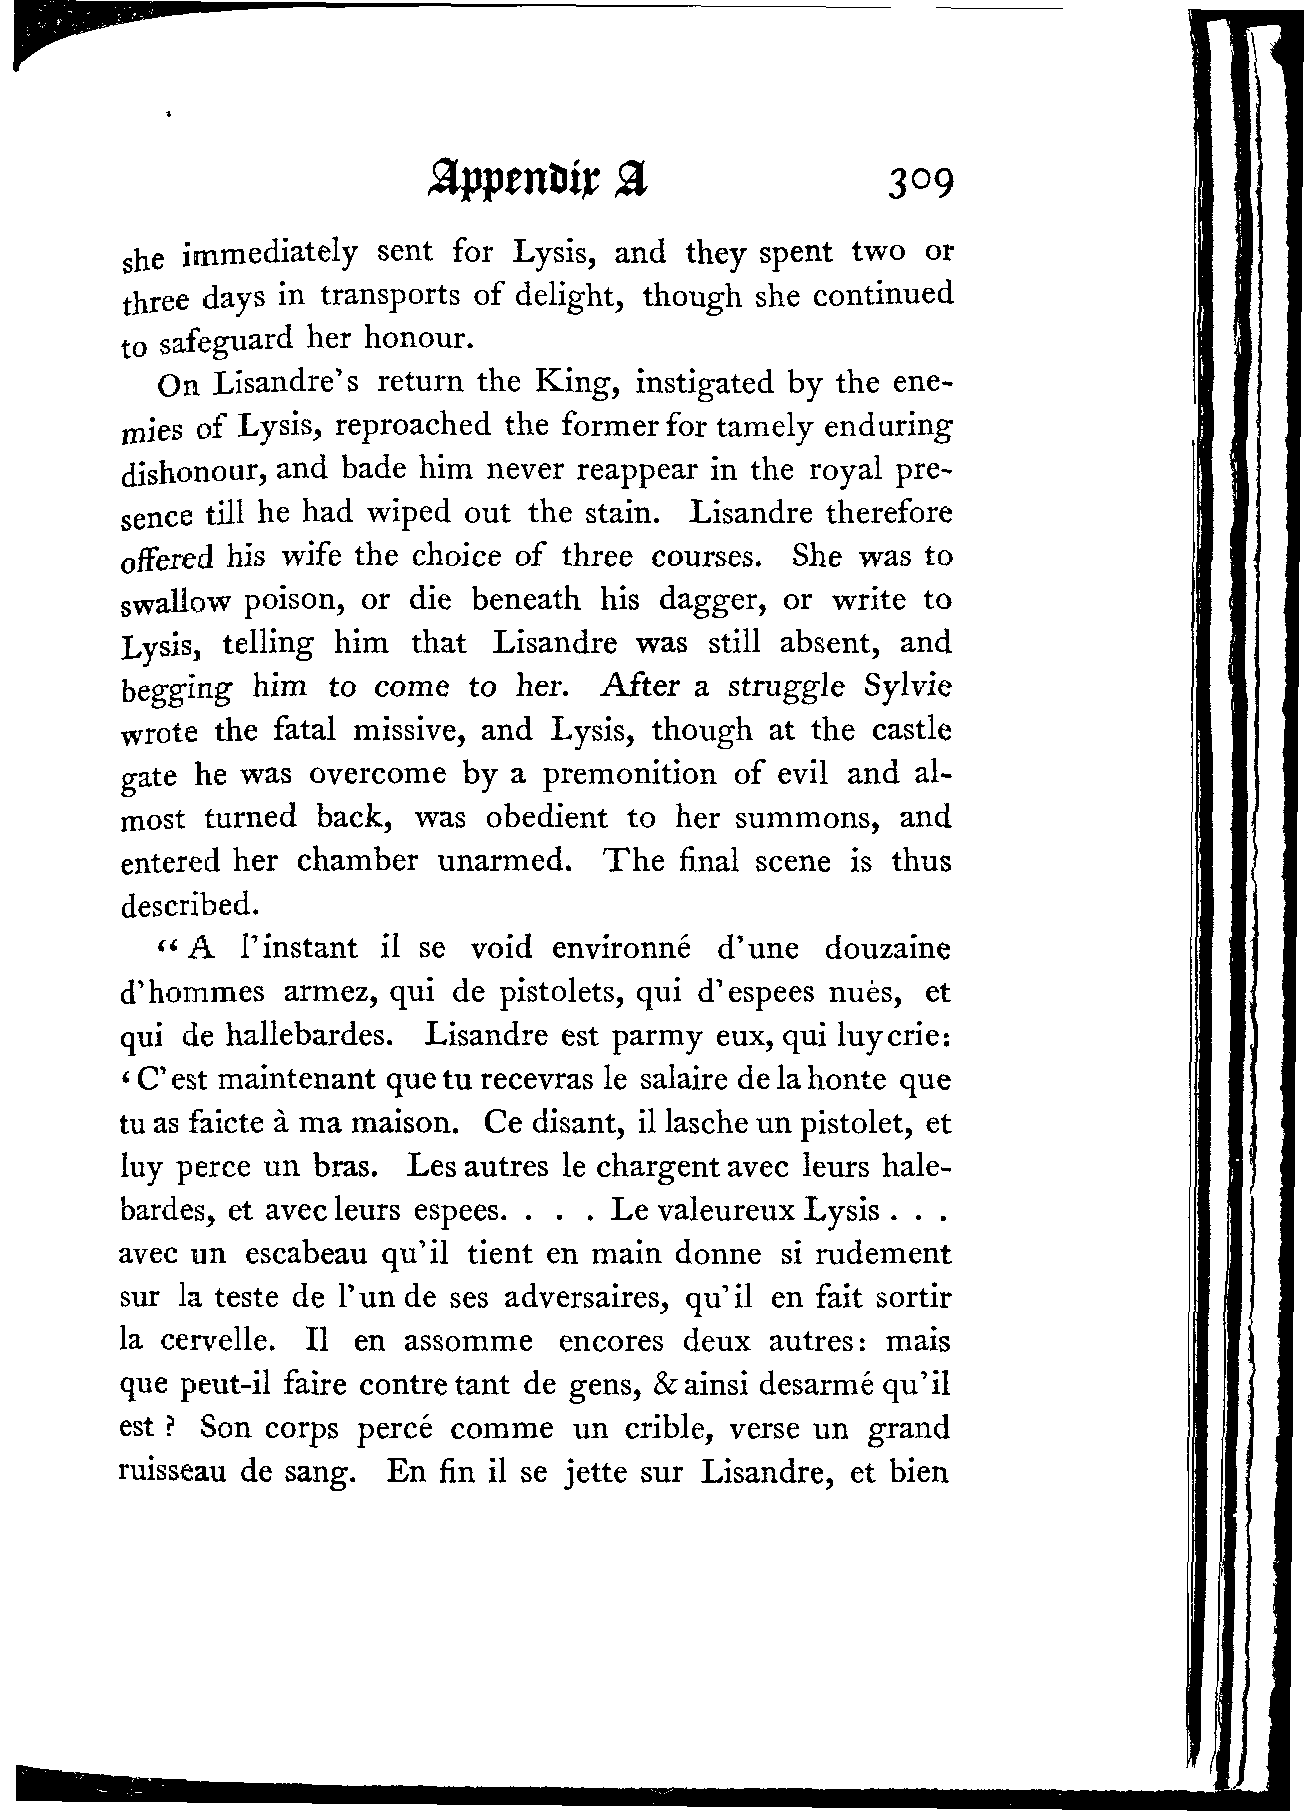 Appendix A 309
she immediately sent for Lysis, and they spent two or
three days in transports of delight, though she continued
to safeguard her honour.
On Lisandre's return the King, instigated by the ene-
mies of Lysis, reproached the former for tamely enduring
dishonour, and bade him never reappear in the royal pre-
sence till he had wiped out the stain. Lisandre therefore
offered his wife the choice of three courses. She was to
swallow poison, or die beneath his dagger, or write to
Lysis, telling him that Lisandre was still absent, and
begging him to come to her. After a struggle Sylvie
wrote the fatal missive, and Lysis, though at the castle
gate he was overcome by a premonition of evil and al-
most turned back, was obedient to her summons, and
entered her chamber unarmed. The final scene is thus
described.
“A l'instant il se void environné d'une douzaine
d'hommes armez, qui de pistolets, qui d'espees nuès, et
qui de hallebardes. Lisandre est parmy eux, qui luy crie:
‘C'est maintenant que tu recevras le salaire de la honte que
tu as faicte à ma maison. Ce disant, il lasche un pistolet, et
luy perce un bras. Les autres le chargent avec leurs hale-
bardes, et avec leurs espees. . . . Le valeureux Lysis . . .
avec un escabeau qu'il tient en main donne si rudement
sur la teste de l'un de ses adversaires, qu'il en fait sortir
la cervelle. Il en assomme encores deux autres: mais
que peut-il faire contre tant de gens, & ainsi desarmé qu'il
est ? Son corps percé comme un crible, verse un grand
ruisseau de sang. En fin il se jette sur Lisandre, et bien